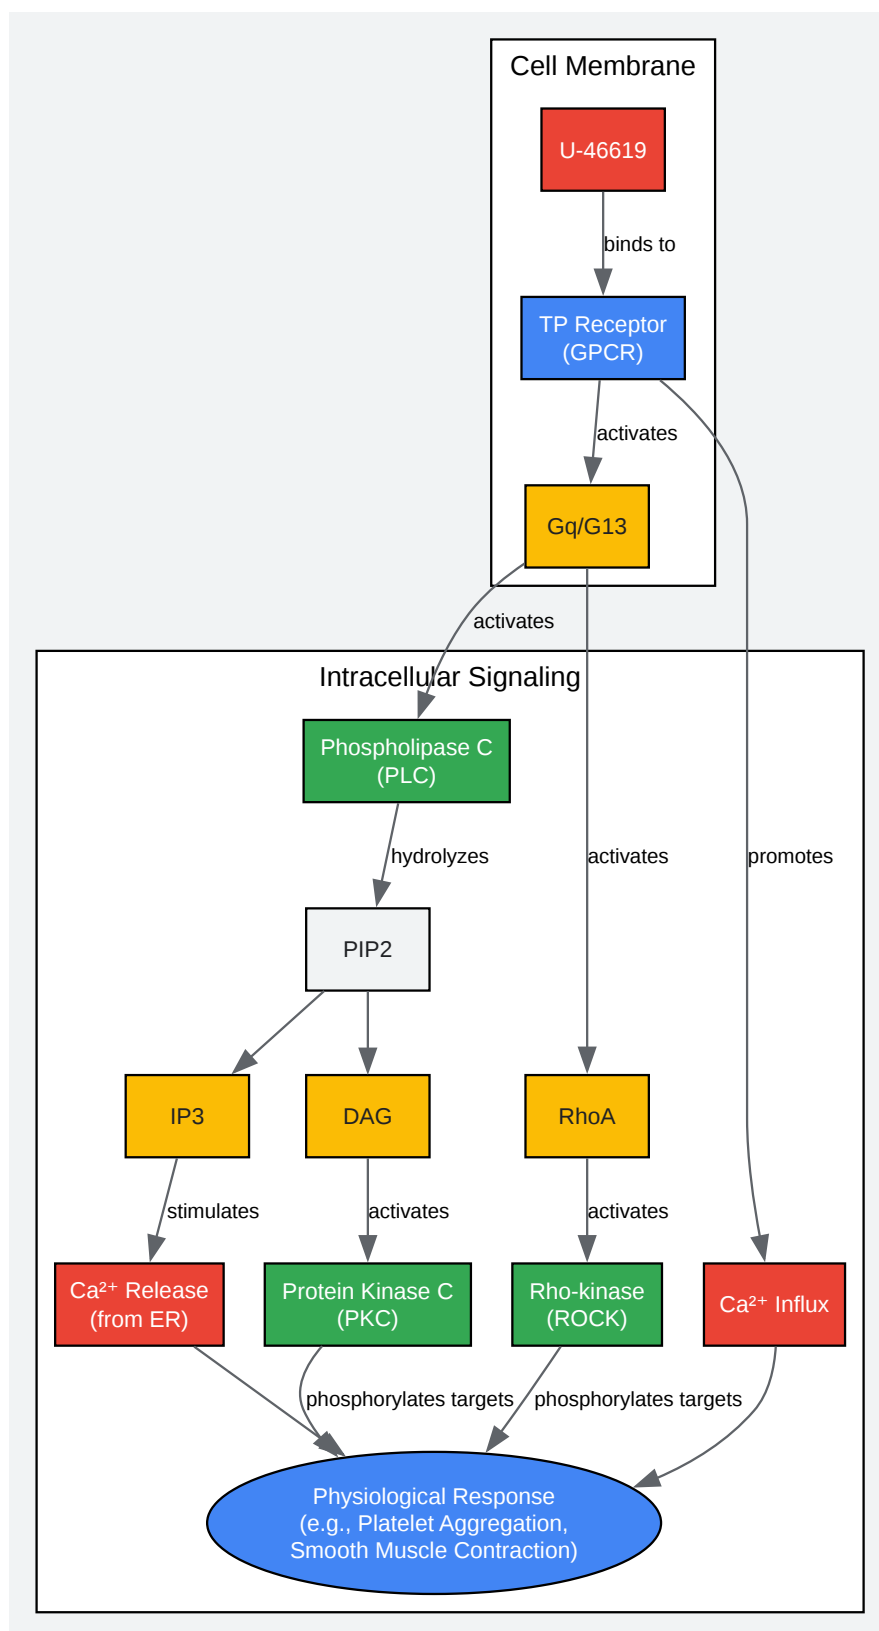 Cell Membrane
U-46619
binds to
TP Receptor
(GPCR)
activates
Gq/G13
activates
Intracellular Signaling
Phospholipase C
(PLC)
hydrolyzes
activates
promotes
PIP2
IP3
DAG
RhoA
stimulates
activates
activates
Ca²⁺ Release
(from ER)
Protein Kinase C
(PKC)
Rho-kinase
(ROCK)
Ca²⁺ Influx
phosphorylates targets
phosphorylates targets
Physiological Response
(e.g., Platelet Aggregation,
Smooth Muscle Contraction)